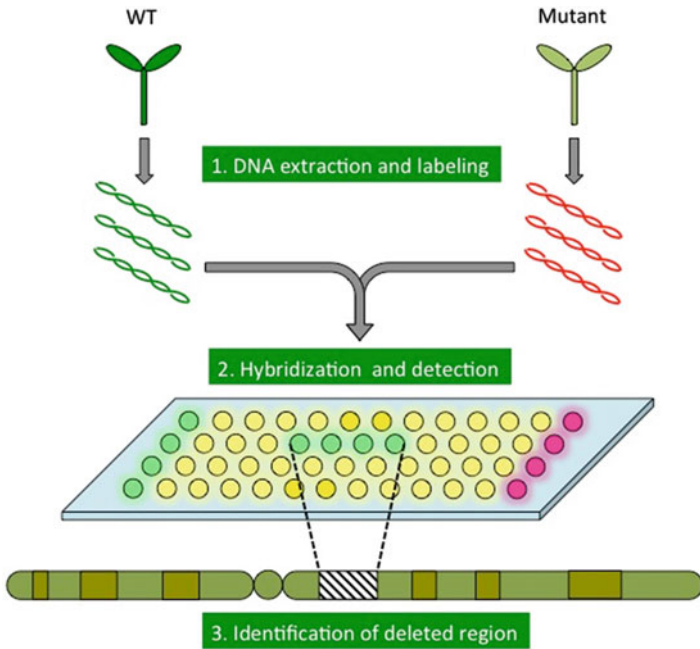 WT
Mutant
1. DNA extraction and labeling
2. Hybridization and detection
3. Identification of deleted region